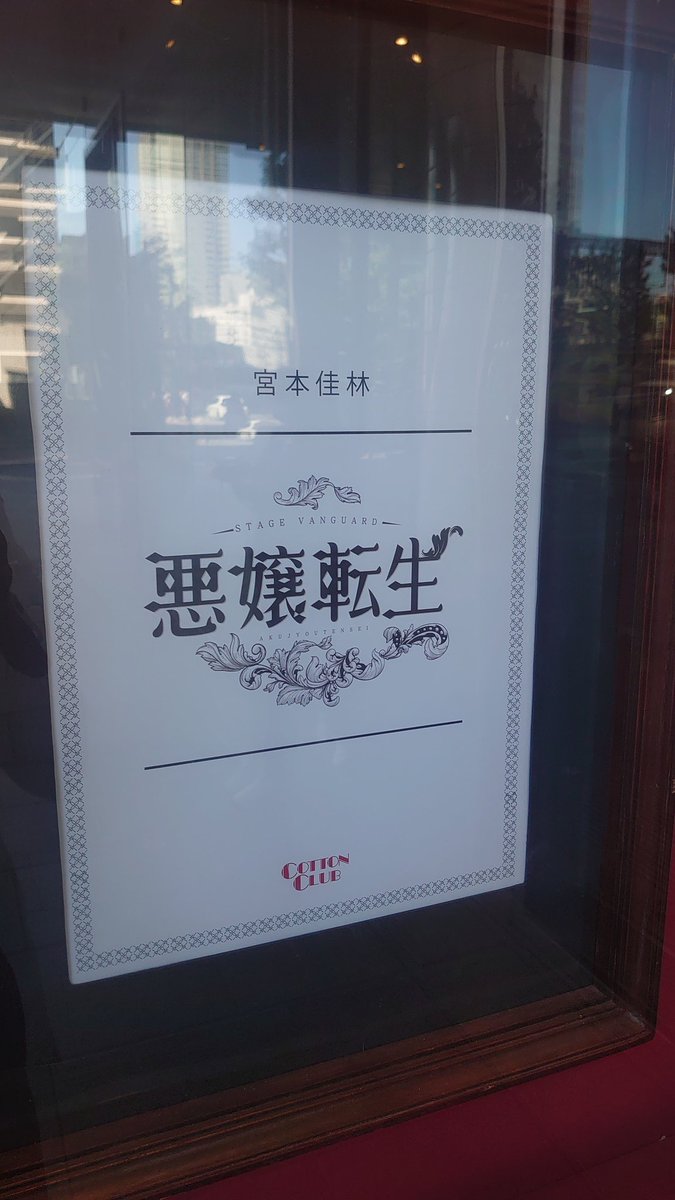 宮本佳林
STAGE VANGUARD
悪嬢転生
AKUJYOUTENSEI
COTTON
CLUB